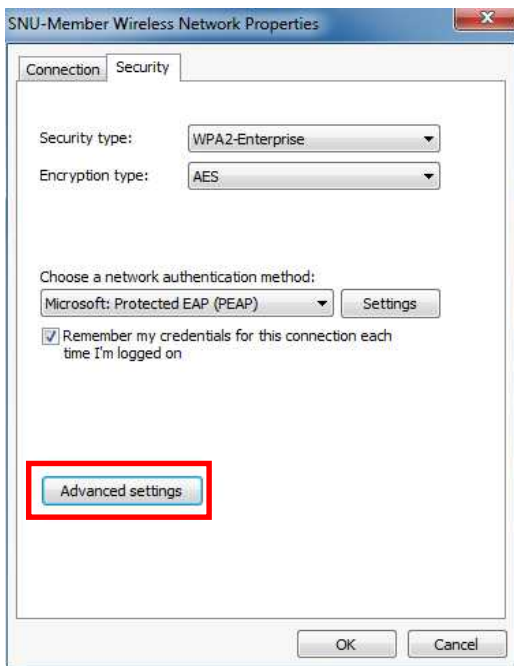 SNU-Member Wireless Network Properties
Connection Security
Security type: WPA2-Enterprise
Encryption type: AES
Choose a network authentication method:
Microsoft: Protected EAP (PEAP) Settings
Remember my credentials for this connection each
time I'm logged on
Advanced settings
OK Cancel